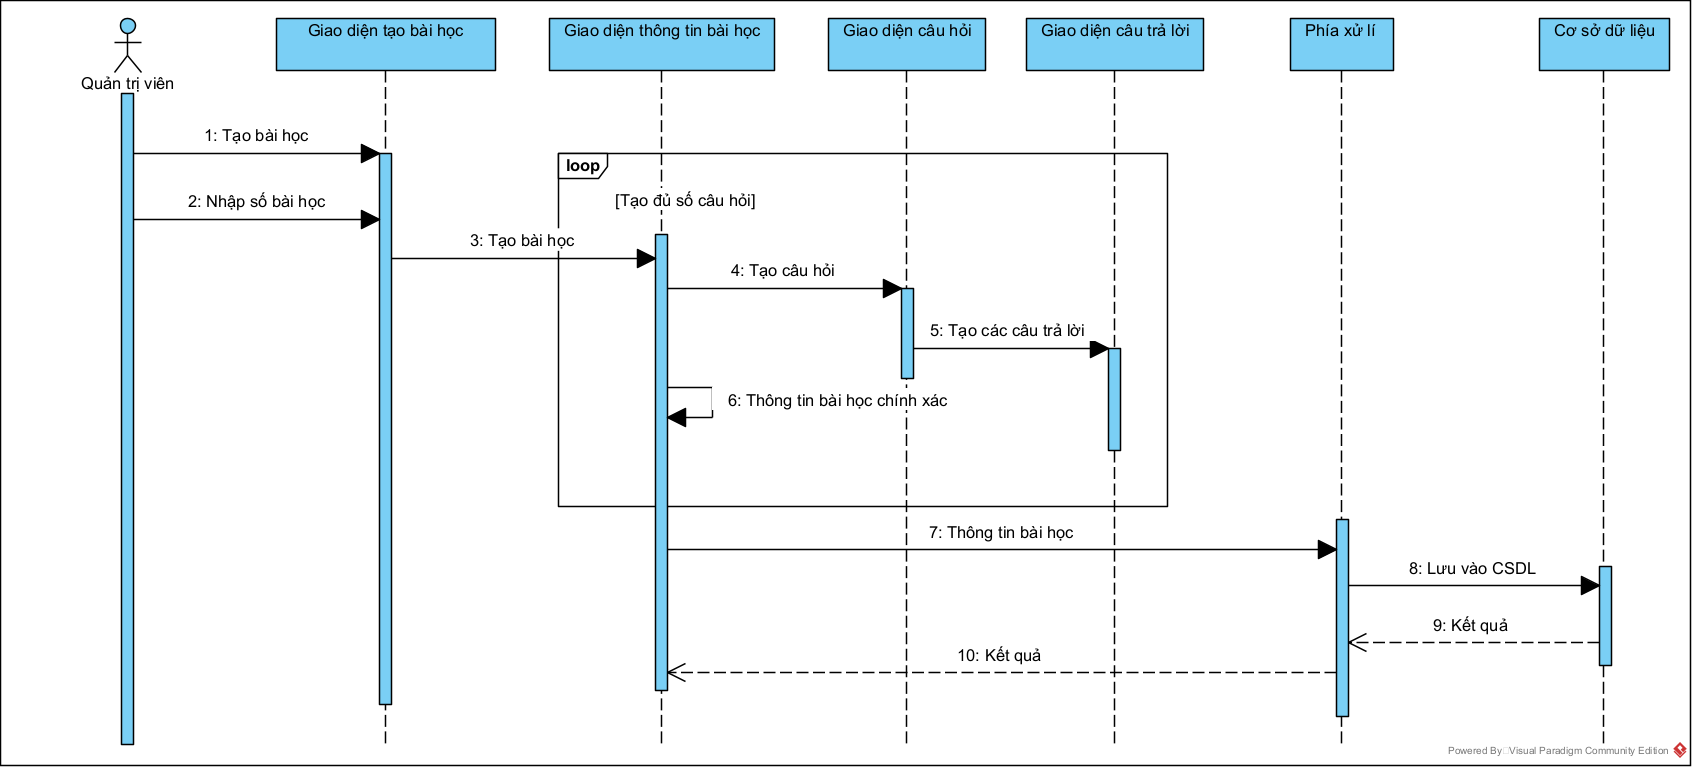 Quản trị viên
Giao diện tạo bài học
Giao diện thông tin bài học
Giao diện câu hỏi
Giao diện câu trả lời
Phía xử lí
Cơ sở dữ liệu
1: Tạo bài học
loop
2: Nhập số bài học
[Tạo đủ số câu hỏi]
3: Tạo bài học
4: Tạo câu hỏi
5: Tạo các câu trả lời
6: Thông tin bài học chính xác
7: Thông tin bài học
8: Lưu vào CSDL
9: Kết quả
10: Kết quả
Powered By Visual Paradigm Community Edition